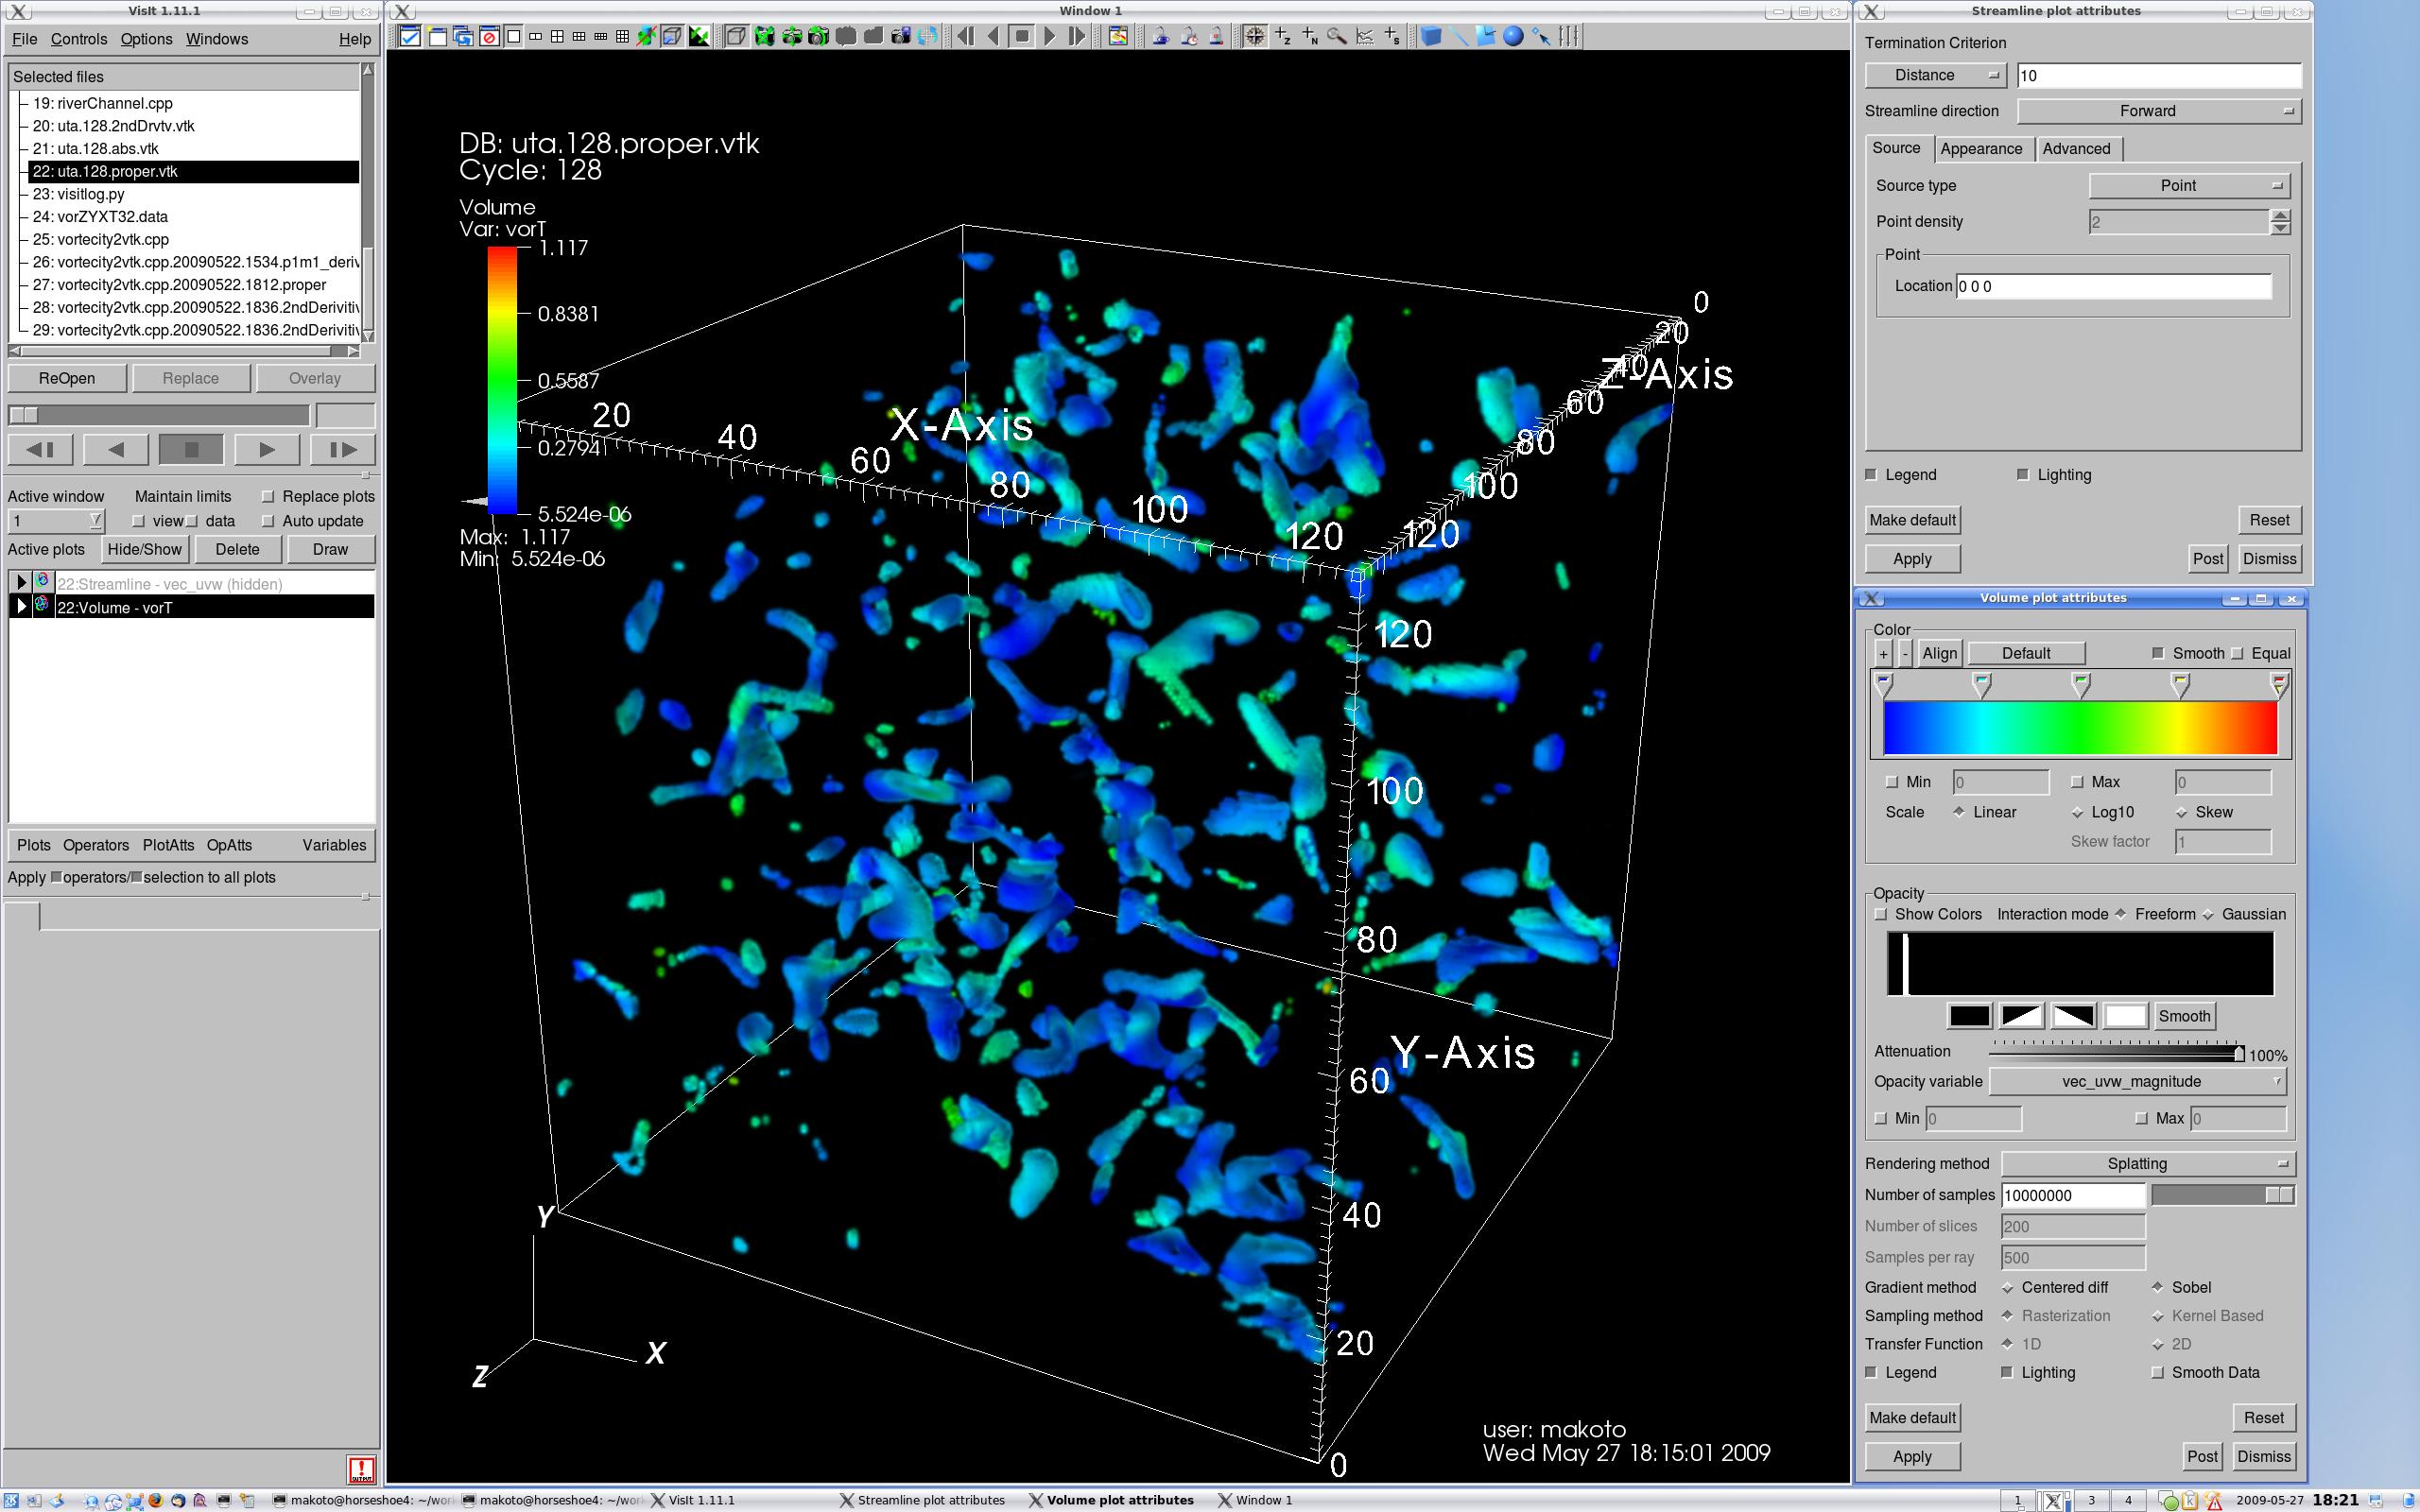 VisIt 1.11.1
File Controls Options Windows Help
Selected files
19: riverChannel.cpp
20: uta.128.2ndDrvtv.vtk
21: uta.128.abs.vtk
22: uta.128.proper.vtk
23: visitlog.py
24: vorZYXT32.data
25: vortecity2vtk.cpp
26: vortecity2vtk.cpp.20090522.1534.p1m1_deriv
27: vortecity2vtk.cpp.20090522.1812.proper
28: vortecity2vtk.cpp.20090522.1836.2ndDerivitiv
29: vortecity2vtk.cpp.20090522.1836.2ndDerivitiv
ReOpen Replace Overlay
Active window Maintain limits Replace plots
1 view data Auto update
Active plots Hide/Show Delete Draw
22:Streamline - vec_uvw (hidden)
22:Volume - vorT
Plots Operators PlotAtts OpAtts Variables
Apply operators/ selection to all plots
Window 1
DB: uta.128.proper.vtk
Cycle: 128
Volume
Var: vorT
1.117
0.8381
0.5587
0.2794
5.524e-06
Max: 1.117
Min: 5.524e-06
X-Axis
20
40
60
80
100
120
Z-Axis
0
20
40
60
80
100
120
Y-Axis
120
100
80
60
40
20
0
Y
X
Z
user: makoto
Wed May 27 18:15:01 2009
Streamline plot attributes
Termination Criterion
Distance 10
Streamline direction Forward
Source Appearance Advanced
Source type Point
Point density 2
Point
Location 0 0 0
Legend Lighting
Make default Reset
Apply Post Dismiss
Volume plot attributes
Color
+ - Align Default Smooth Equal
Min 0 Max 0
Scale Linear Log10 Skew
Skew factor 1
Opacity
Show Colors Interaction mode Freeform Gaussian
Smooth
Attenuation 100%
Opacity variable vec_uvw_magnitude
Min 0 Max 0
Rendering method Splatting
Number of samples 10000000
Number of slices 200
Samples per ray 500
Gradient method Centered diff Sobel
Sampling method Rasterization Kernel Based
Transfer Function 1D 2D
Legend Lighting Smooth Data
Make default Reset
Apply Post Dismiss
makoto@horseshoe4: ~/wor makoto@horseshoe4: ~/wor VisIt 1.11.1 Streamline plot attributes Volume plot attributes Window 1 1 3 4 2009-05-27 18:21